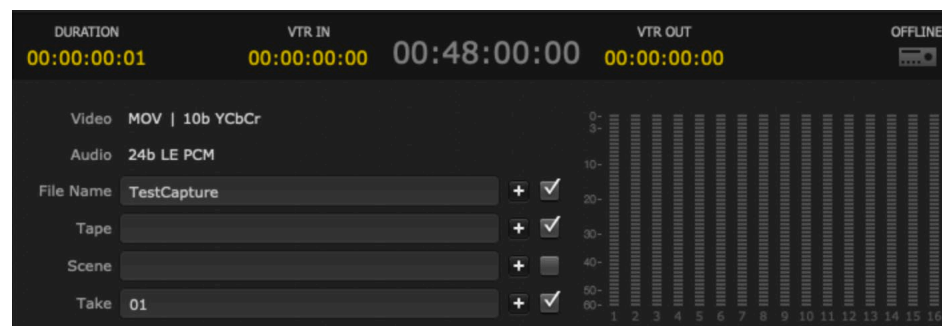 DURATION VTR IN VTR OUT OFFLINE
00:00:00:01 00:00:00:00 00:48:00:00 00:00:00:00
Video MOV | 10b YCbCr
Audio 24b LE PCM
File Name TestCapture +
Tape +
Scene +
Take 01 +
0-
3-
10-
20-
30-
40-
50-
60-
1 2 3 4 5 6 7 8 9 10 11 12 13 14 15 16